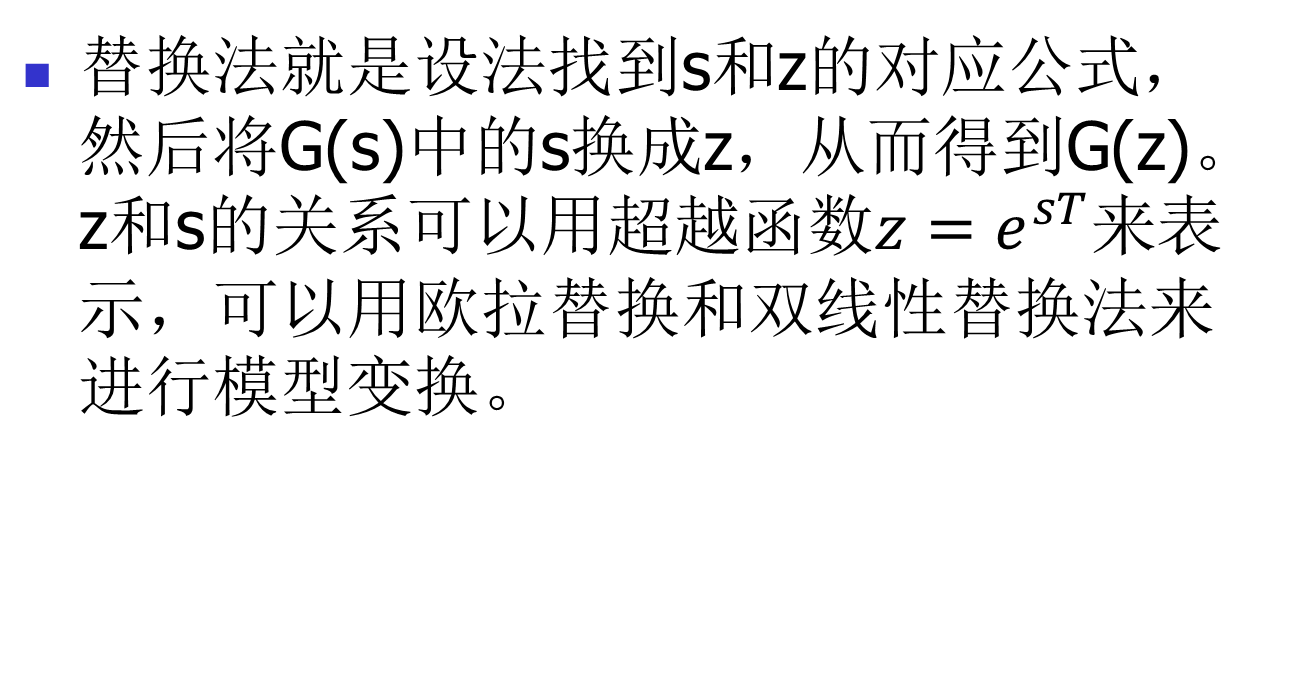 替换法就是设法找到s和z的对应公式，
然后将G(s)中的s换成z，从而得到G(z)。
z和s的关系可以用超越函数z = e^{sT}来表
示，可以用欧拉替换和双线性替换法来
进行模型变换。